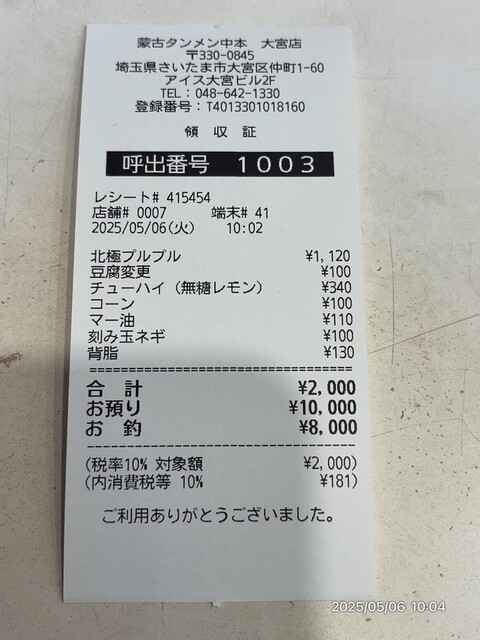 蒙古タンメン中本　大宮店
〒330-0845
埼玉県さいたま市大宮区仲町1-60
アイス大宮ビル2F
TEL：048-642-1330
登録番号：T4013301018160
領 収 証
呼出番号　１００３
レシート# 415454
店舗# 0007　　端末# 41
2025/05/06(火)　　10:02
北極プルプル　¥1,120
豆腐変更　¥100
チューハイ（無糖レモン）　¥340
コーン　¥100
マー油　¥110
刻み玉ネギ　¥100
背脂　¥130
合　計　¥2,000
お預り　¥10,000
お　釣　¥8,000
(税率10% 対象額　¥2,000)
(内消費税等 10%　¥181)
ご利用ありがとうございました。
2025/05/06 10:04